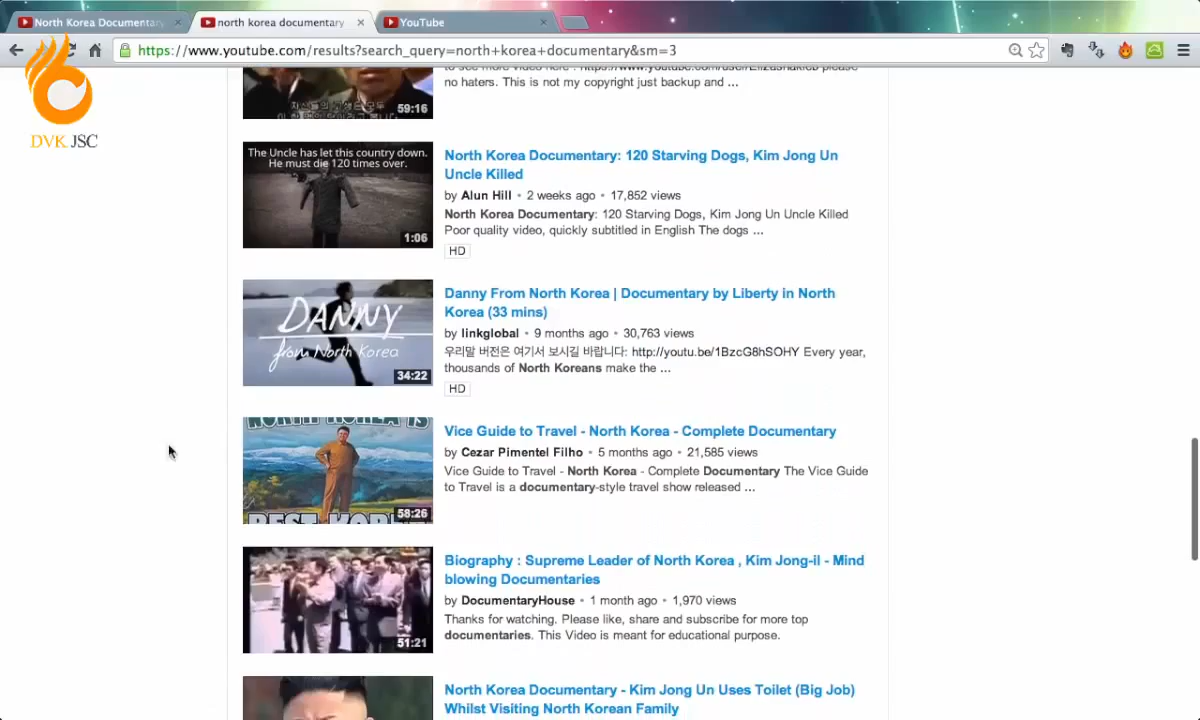 North Korea Documentary
north korea documentary
YouTube
https://www.youtube.com/results?search_query=north+korea+documentary&sm=3
DVK JSC
no haters. This is not my copyright just backup and ...
59:16
The Uncle has let this country down.
He must die 120 times over.
1:06
North Korea Documentary: 120 Starving Dogs, Kim Jong Un
Uncle Killed
by Alun Hill • 2 weeks ago • 17,852 views
North Korea Documentary: 120 Starving Dogs, Kim Jong Un Uncle Killed
Poor quality video, quickly subtitled in English The dogs ...
HD
DANNY
from North Korea
34:22
Danny From North Korea | Documentary by Liberty in North
Korea (33 mins)
by linkglobal • 9 months ago • 30,763 views
우리말 버전은 여기서 보시길 바랍니다: http://youtu.be/1BzcG8hSOHY Every year,
thousands of North Koreans make the ...
HD
NORTH KOREA IS
BEST KOREA
58:26
Vice Guide to Travel - North Korea - Complete Documentary
by Cezar Pimentel Filho • 5 months ago • 21,585 views
Vice Guide to Travel - North Korea - Complete Documentary The Vice Guide
to Travel is a documentary-style travel show released ...
51:21
Biography : Supreme Leader of North Korea , Kim Jong-il - Mind
blowing Documentaries
by DocumentaryHouse • 1 month ago • 1,970 views
Thanks for watching. Please like, share and subscribe for more top
documentaries. This Video is meant for educational purpose.
North Korea Documentary - Kim Jong Un Uses Toilet (Big Job)
Whilst Visiting North Korean Family